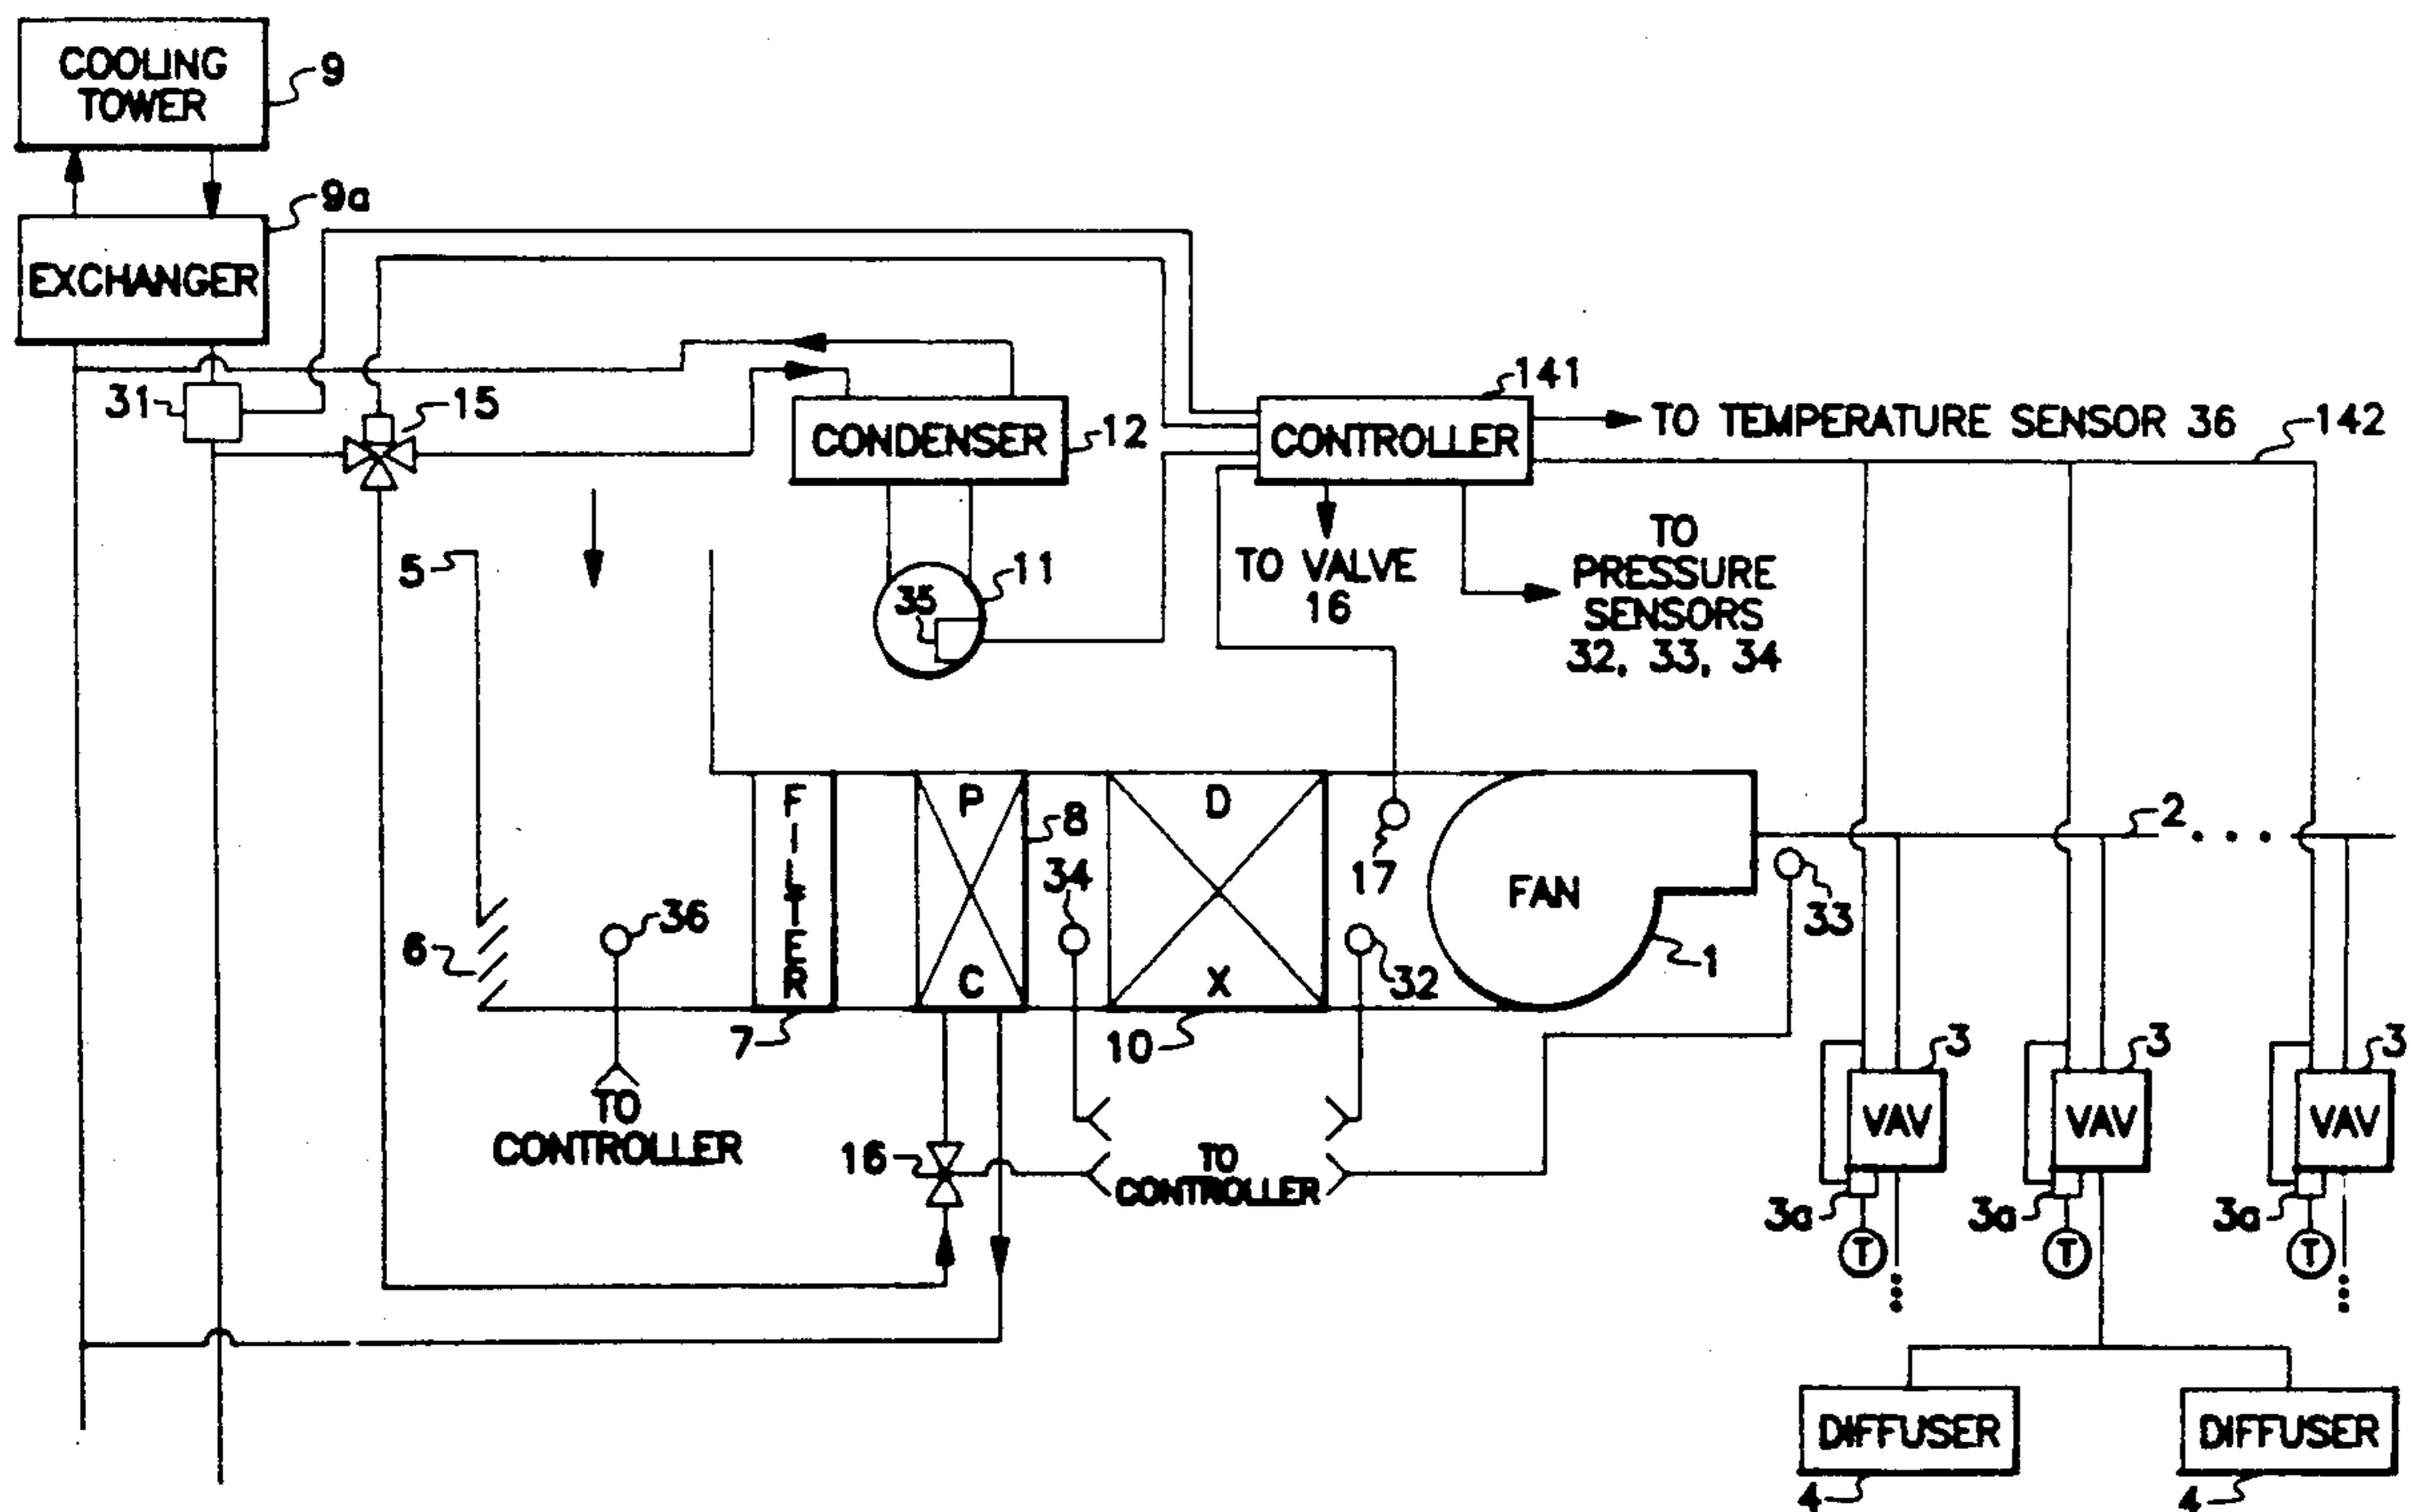 COOLING
TOWER
9
9a
EXCHANGER
31
15
CONDENSER
12
141
CONTROLLER
TO TEMPERATURE SENSOR 36
142
5
35
11
TO VALVE
16
TO
PRESSURE
SENSORS
32, 33, 34
FILTER
P
C
8
34
D
X
17
32
FAN
1
2
33
6
36
7
10
TO
CONTROLLER
16
TO
CONTROLLER
3
3
3
VAV
VAV
VAV
3a
3a
3a
T
T
T
DIFFUSER
DIFFUSER
4
4